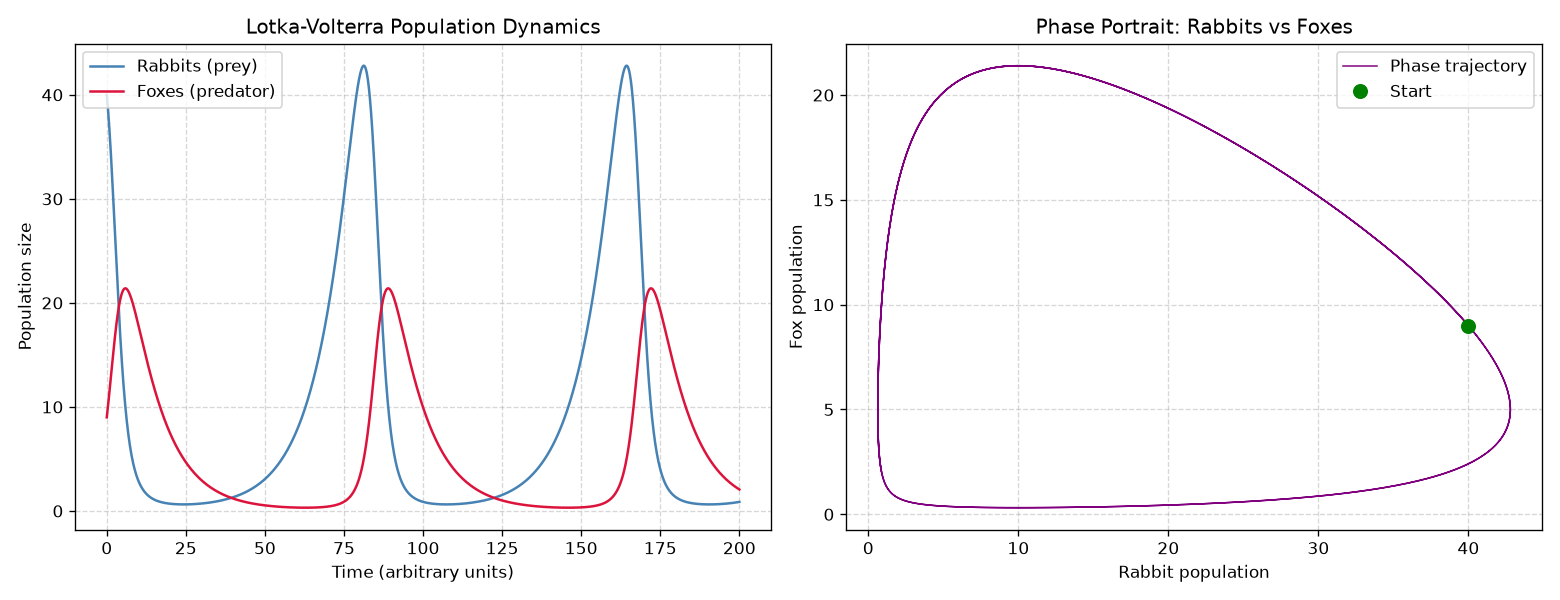 Lotka-Volterra Population Dynamics
Rabbits (prey)
Foxes (predator)
Population size
40
30
20
10
0
0 25 50 75 100 125 150 175 200
Time (arbitrary units)
Phase Portrait: Rabbits vs Foxes
Phase trajectory
Start
Fox population
20
15
10
5
0
0 10 20 30 40
Rabbit population